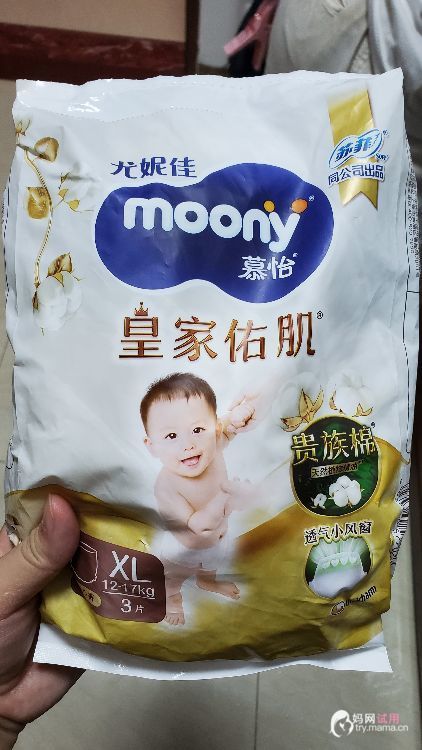 苏菲
同公司出品
尤妮佳
moony
慕怡
皇家佑肌
贵族棉
透气小风窗
XL
12-17kg
3片
妈网试用
try.mama.cn